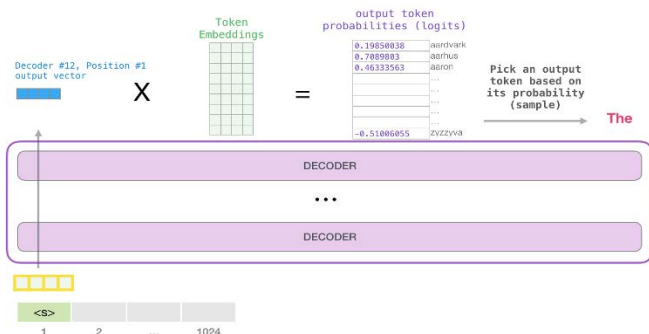 output token
probabilities (logits)
Token
Embeddings
Decoder #12, Position #1
output vector
X
=
0.19850038 aardvark
0.7089803 aarhus
0.46333563 aaron
...
...
...
...
...
-0.51006055 zyzzyva
Pick an output
token based on
its probability
(sample)
The
DECODER
...
DECODER
<S>
1 2 ... 1024